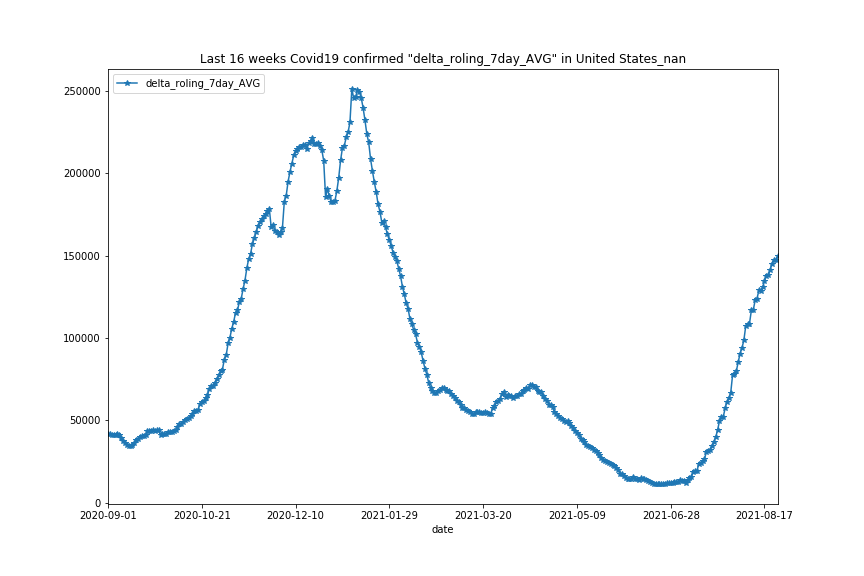 Last 16 weeks Covid19 confirmed "delta_roling_7day_AVG" in United States_nan
delta_roling_7day_AVG
250000
200000
150000
100000
50000
0
2020-09-01 2020-10-21 2020-12-10 2021-01-29 2021-03-20 2021-05-09 2021-06-28 2021-08-17
date